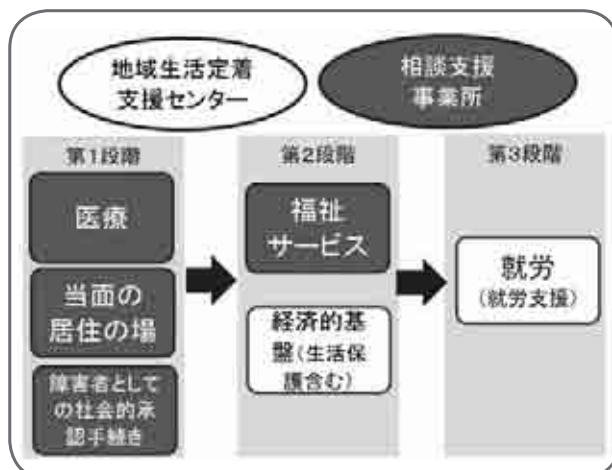 地域生活定着
支援センター
相談支援
事業所
第1段階
医療
当面の
居住の場
障害者として
の社会的承
認手続き
第2段階
福祉
サービス
経済的基
盤(生活保
護含む)
第3段階
就労
(就労支援)